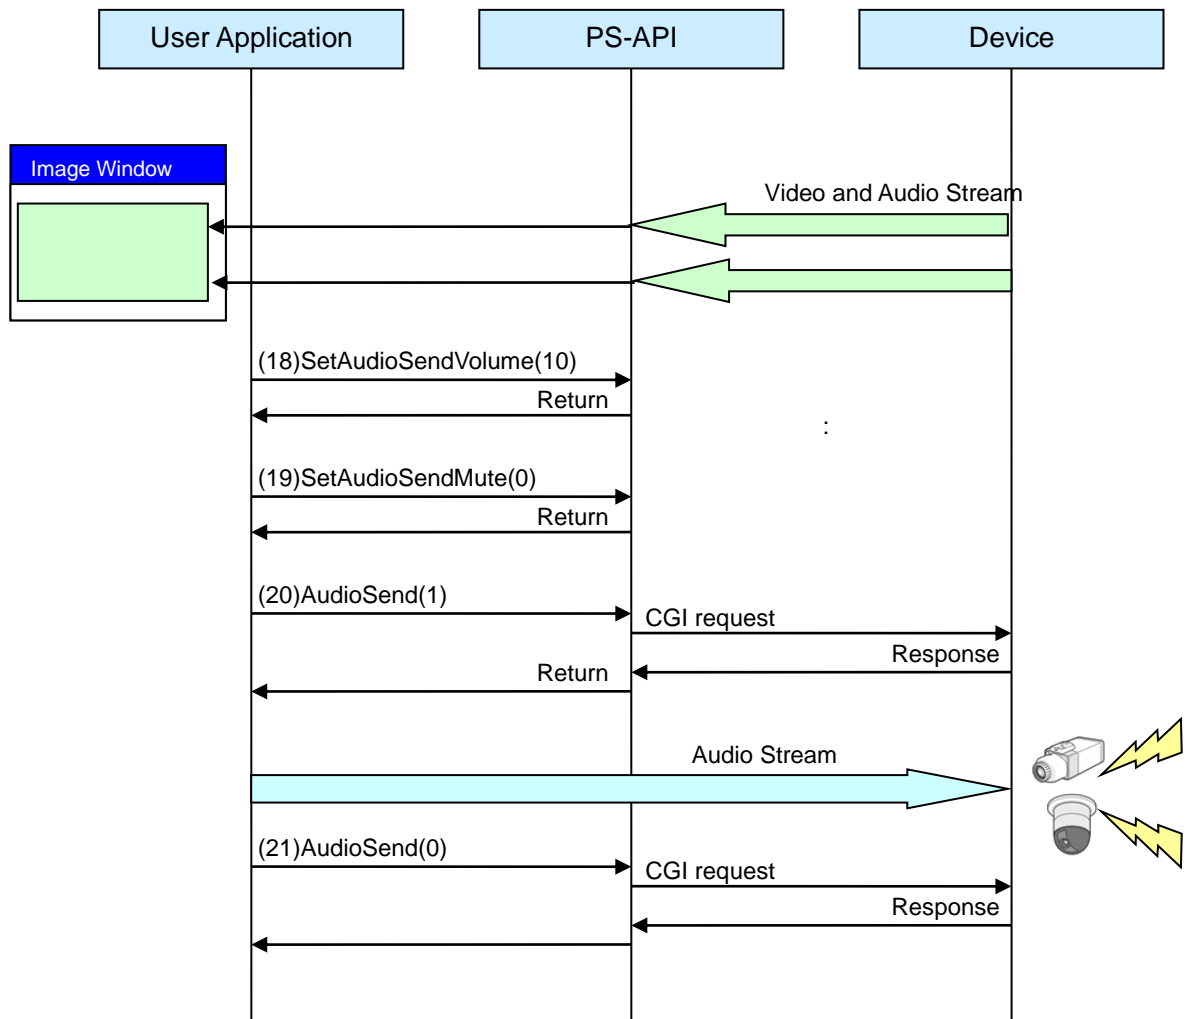 User Application
PS-API
Device
Image Window
Video and Audio Stream
(18)SetAudioSendVolume(10)
Return
:
(19)SetAudioSendMute(0)
Return
(20)AudioSend(1)
CGI request
Response
Return
Audio Stream
(21)AudioSend(0)
CGI request
Response